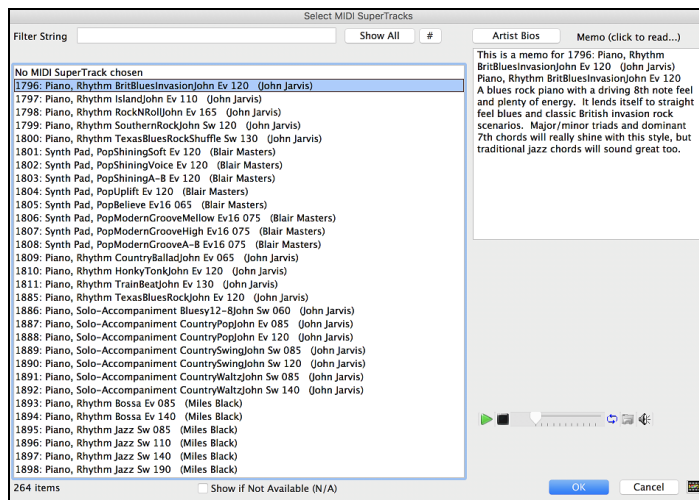 Select MIDI SuperTracks
Filter String
Show All
#
Artist Bios
Memo (click to read...)
No MIDI SuperTrack chosen
1796: Piano, Rhythm BritBluesInvasionJohn Ev 120 (John Jarvis)
1797: Piano, Rhythm IslandJohn Ev 110 (John Jarvis)
1798: Piano, Rhythm RockNRollJohn Ev 165 (John Jarvis)
1799: Piano, Rhythm SouthernRockJohn Sw 120 (John Jarvis)
1800: Piano, Rhythm TexasBluesRockShuffle Sw 130 (John Jarvis)
1801: Synth Pad, PopShiningSoft Ev 120 (Blair Masters)
1802: Synth Pad, PopShiningVoice Ev 120 (Blair Masters)
1803: Synth Pad, PopShiningA-B Ev 120 (Blair Masters)
1804: Synth Pad, PopUplift Ev 120 (Blair Masters)
1805: Synth Pad, PopBelieve Ev16 065 (Blair Masters)
1806: Synth Pad, PopModernGrooveMellow Ev16 075 (Blair Masters)
1807: Synth Pad, PopModernGrooveHigh Ev16 075 (Blair Masters)
1808: Synth Pad, PopModernGrooveA-B Ev16 075 (Blair Masters)
1809: Piano, Rhythm CountryBalladJohn Ev 065 (John Jarvis)
1810: Piano, Rhythm HonkyTonkJohn Ev 120 (John Jarvis)
1811: Piano, Rhythm TrainBeatJohn Ev 130 (John Jarvis)
1885: Piano, Rhythm TexasBluesRockJohn Ev 120 (John Jarvis)
1886: Piano, Solo-Accompaniment Bluesy12-8John Sw 060 (John Jarvis)
1887: Piano, Solo-Accompaniment CountryPopJohn Ev 085 (John Jarvis)
1888: Piano, Solo-Accompaniment CountryPopJohn Ev 120 (John Jarvis)
1889: Piano, Solo-Accompaniment CountrySwingJohn Sw 085 (John Jarvis)
1890: Piano, Solo-Accompaniment CountrySwingJohn Sw 120 (John Jarvis)
1891: Piano, Solo-Accompaniment CountryWaltzJohn Sw 085 (John Jarvis)
1892: Piano, Solo-Accompaniment CountryWaltzJohn Sw 140 (John Jarvis)
1893: Piano, Rhythm Bossa Ev 085 (Miles Black)
1894: Piano, Rhythm Bossa Ev 140 (Miles Black)
1895: Piano, Rhythm Jazz Sw 085 (Miles Black)
1896: Piano, Rhythm Jazz Sw 110 (Miles Black)
1897: Piano, Rhythm Jazz Sw 140 (Miles Black)
1898: Piano, Rhythm Jazz Sw 190 (Miles Black)
This is a memo for 1796: Piano, Rhythm
BritBluesInvasionJohn Ev 120 (John Jarvis)
Piano, Rhythm BritBluesInvasionJohn Ev 120
A blues rock piano with a driving 8th note feel
and plenty of energy. It lends itself to straight
feel blues and classic British invasion rock
scenarios. Major/minor triads and dominant
7th chords will really shine with this style, but
traditional jazz chords will sound great too.
264 items
Show if Not Available (N/A)
OK
Cancel